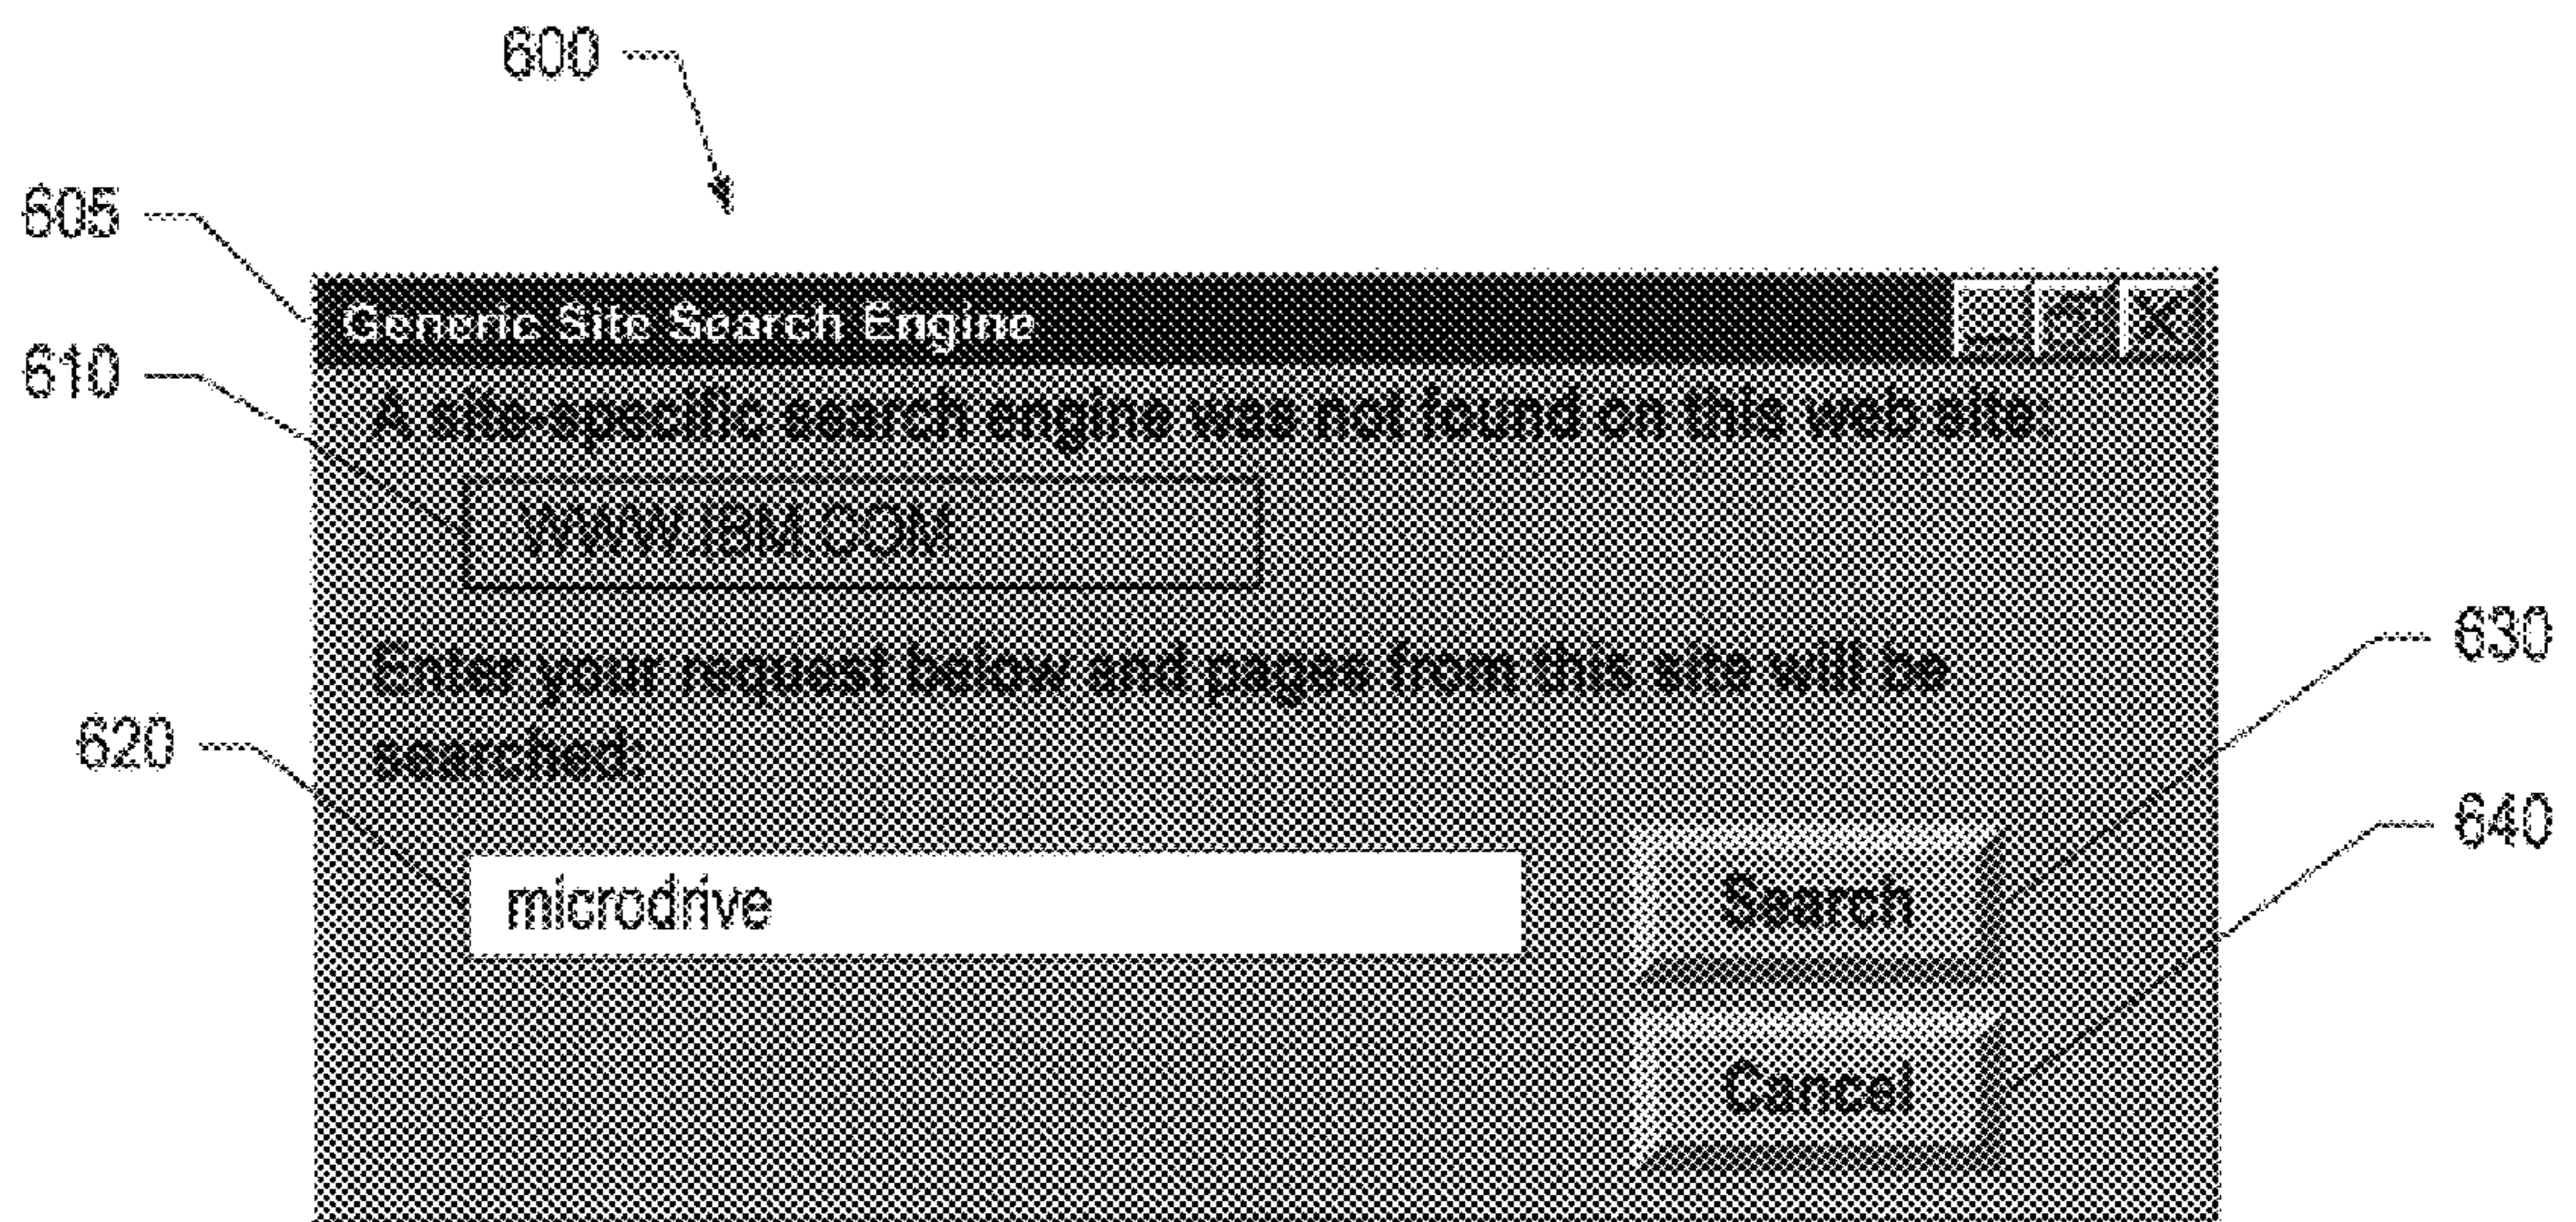 600
605
Generic Site Search Engine
610
A site-specific search engine was not found on this web site:
WWW.IBM.COM
Enter your request below and pages from this site will be
searched:
630
620
640
microdrive
Search
Cancel